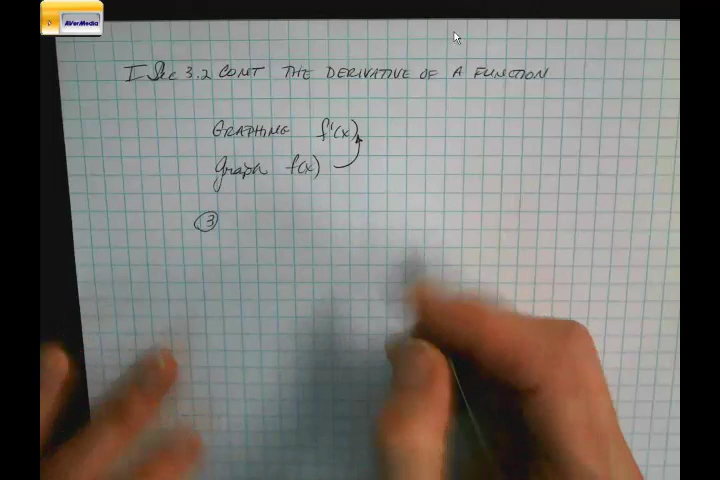 AVerMedia
I Sec 3.2 CONT THE DERIVATIVE OF A FUNCTION
GRAPHING f'(x)
Graph f(x)
3